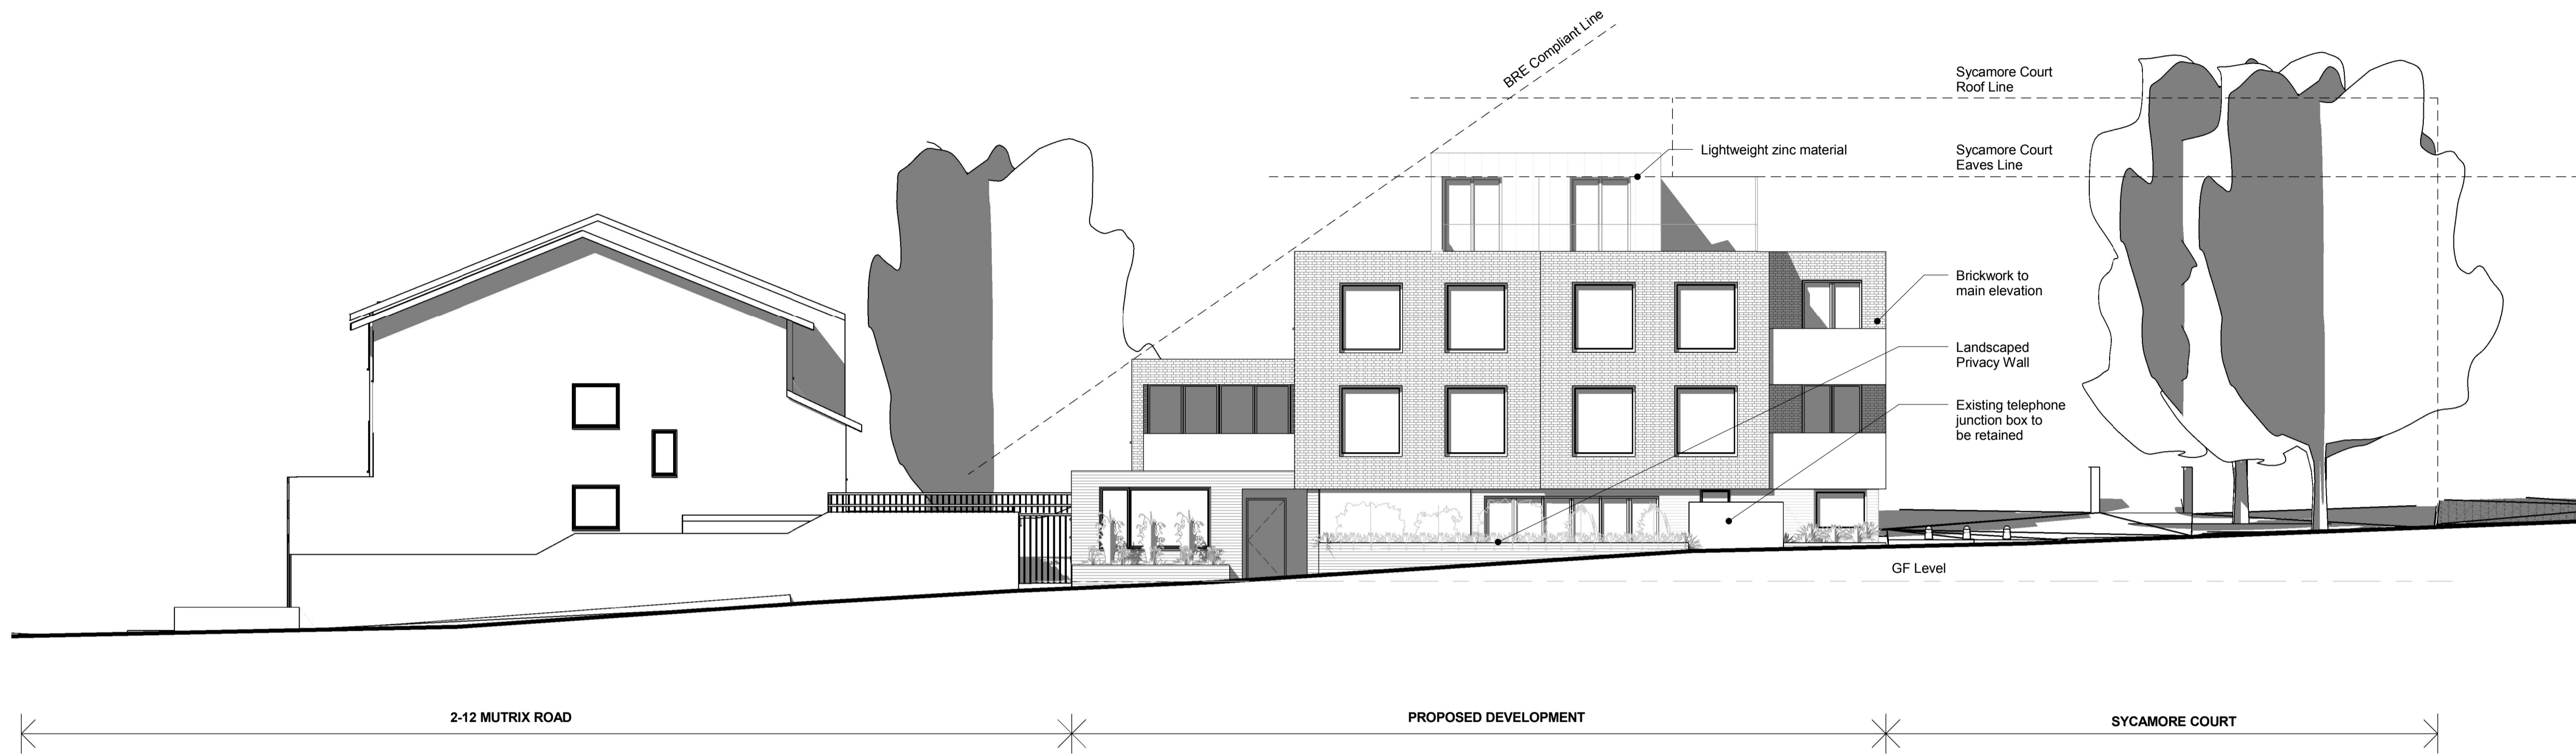 BRE Compliant Line
Sycamore Court
Roof Line
Lightweight zinc material
Sycamore Court
Eaves Line
Brickwork to
main elevation
Landscaped
Privacy Wall
Existing telephone
junction box to
be retained
GF Level
2-12 MUTRIX ROAD
PROPOSED DEVELOPMENT
SYCAMORE COURT